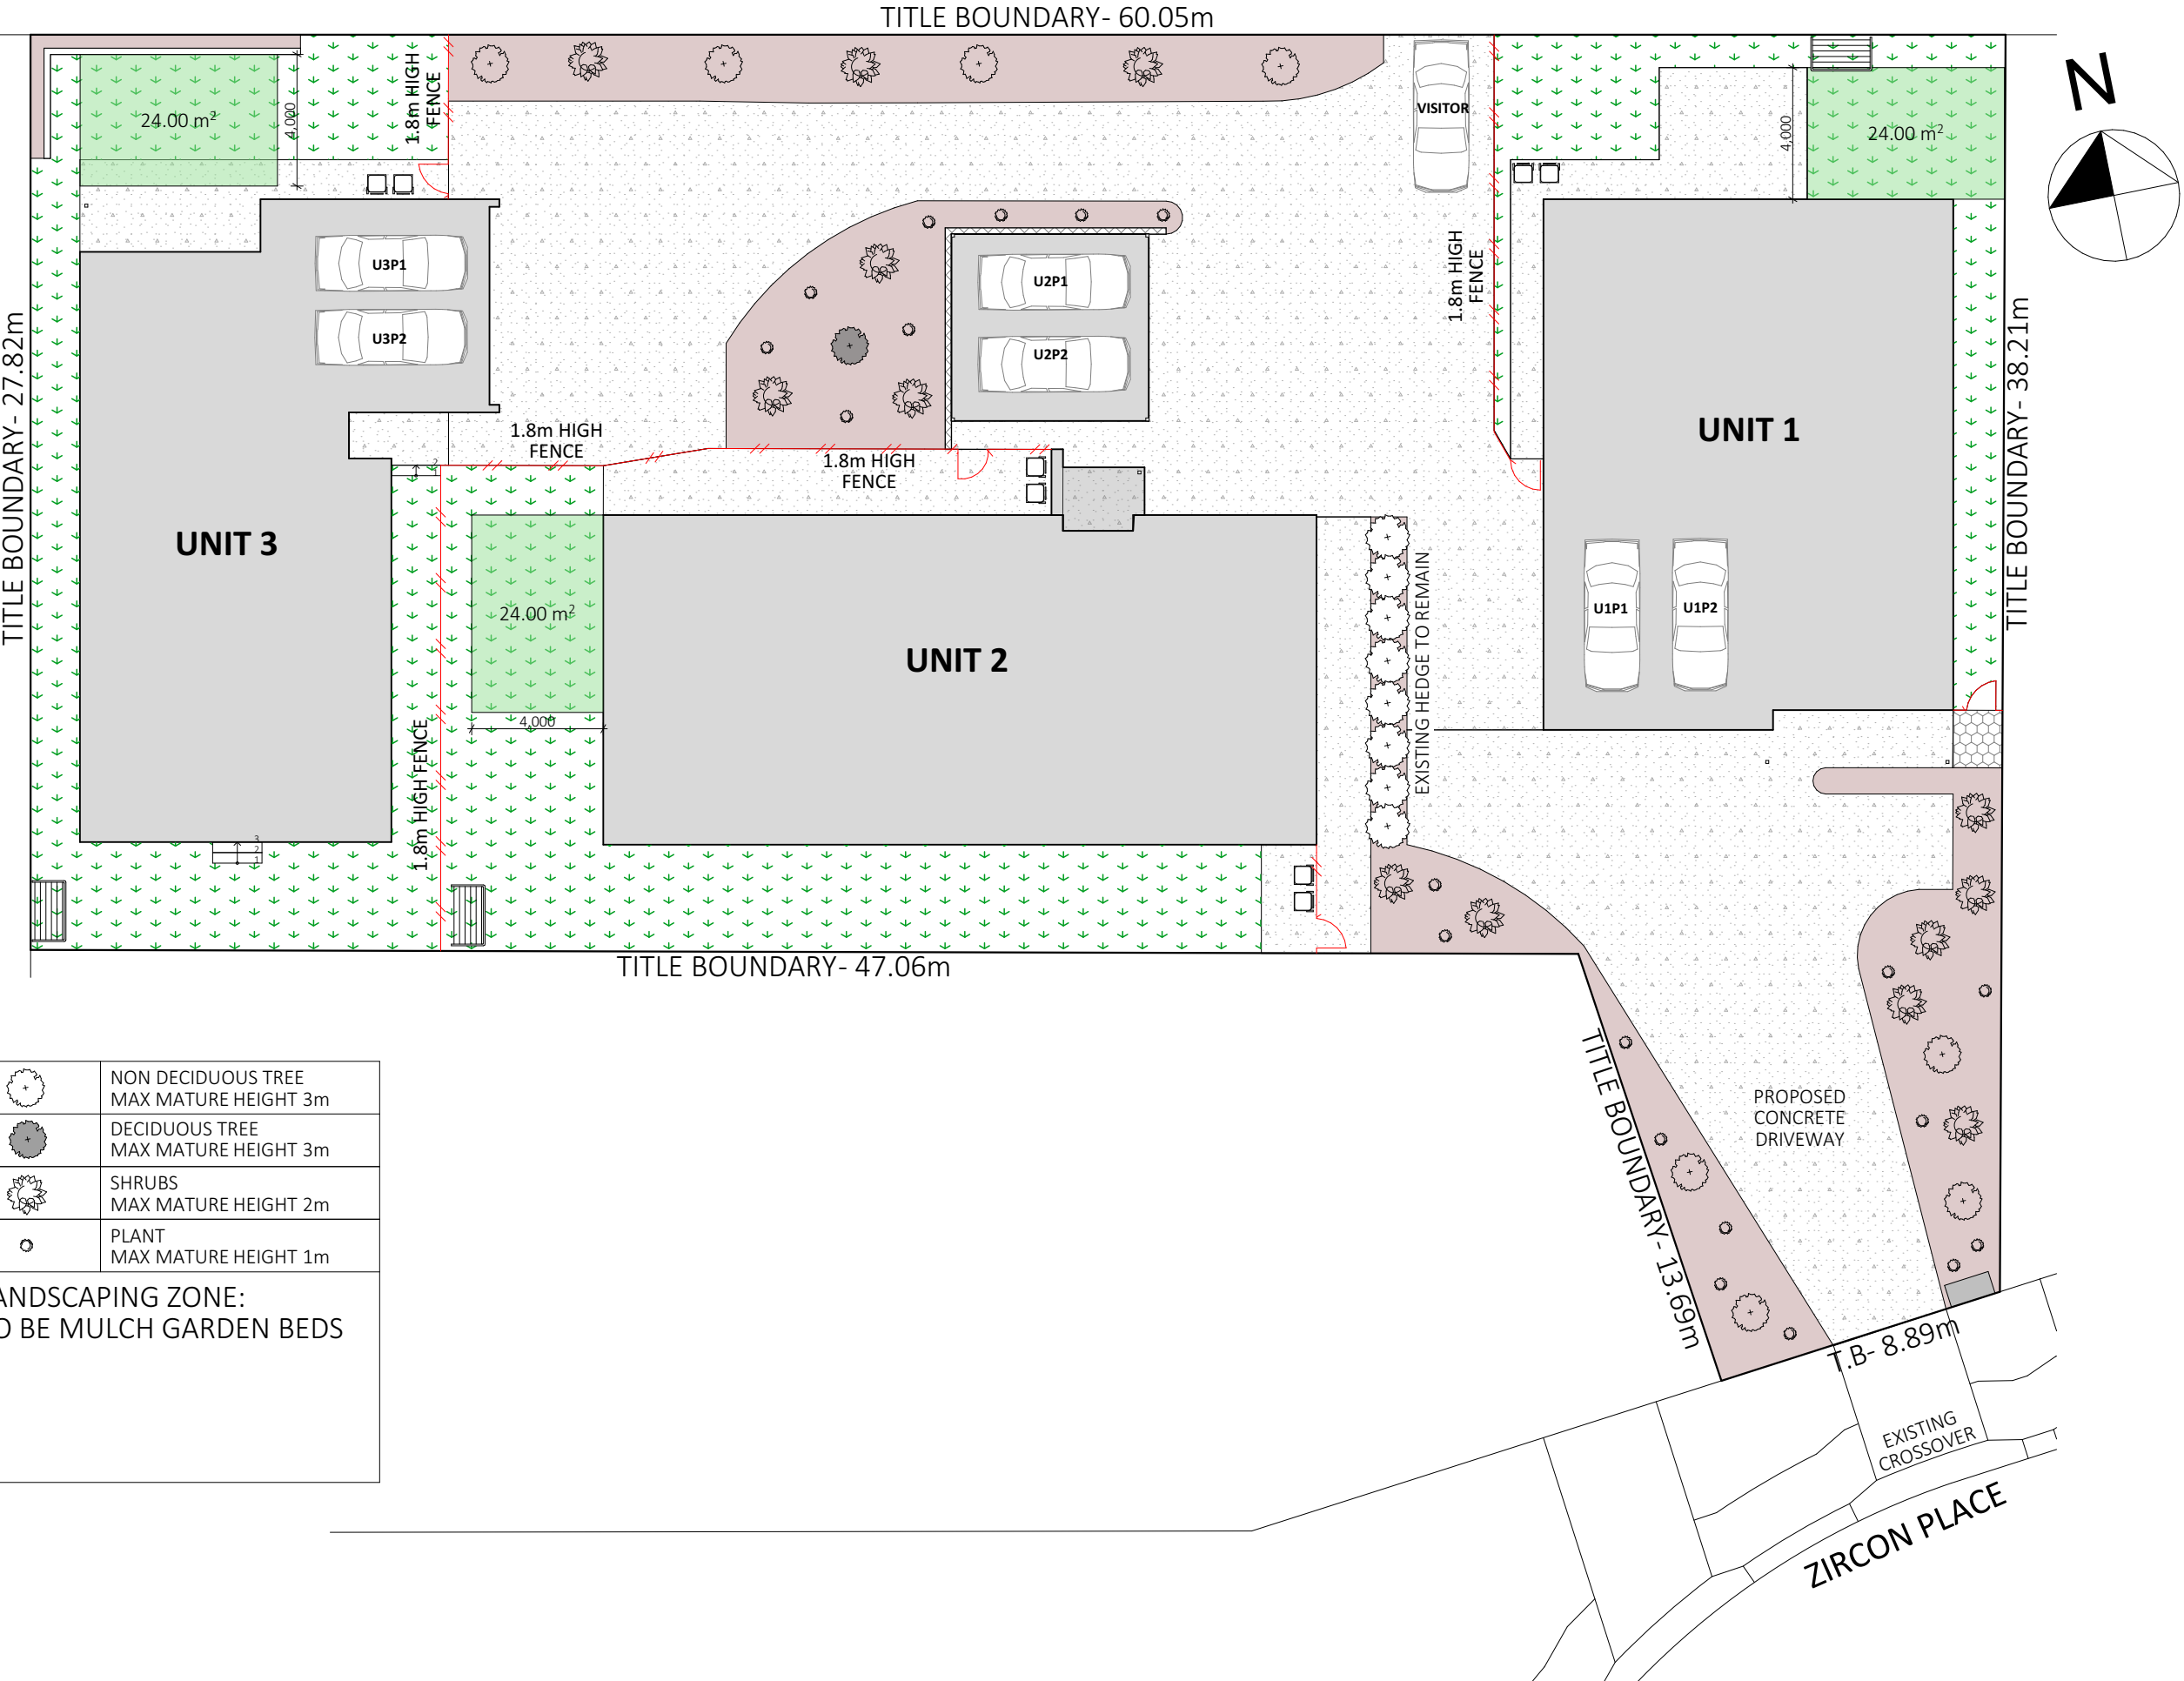 TITLE BOUNDARY- 60.05m
N
24.00 m²
4,000
1.8m HIGH
FENCE
VISITOR
4,000
24.00 m²
U3P1
U3P2
U2P1
U2P2
1.8m HIGH
FENCE
TITLE BOUNDARY- 27.82m
TITLE BOUNDARY- 38.21m
UNIT 1
1.8m HIGH
FENCE
1.8m HIGH
FENCE
2
1
UNIT 3
24.00 m²
4,000
UNIT 2
EXISTING HEDGE TO REMAIN
U1P1
U1P2
1.8m HIGH FENCE
3
2
1
TITLE BOUNDARY- 47.06m
TITLE BOUNDARY- 13.69m
PROPOSED
CONCRETE
DRIVEWAY
NON DECIDUOUS TREE
MAX MATURE HEIGHT 3m
DECIDUOUS TREE
MAX MATURE HEIGHT 3m
SHRUBS
MAX MATURE HEIGHT 2m
PLANT
MAX MATURE HEIGHT 1m
ANDSCAPING ZONE:
O BE MULCH GARDEN BEDS
T.B- 8.89m
EXISTING
CROSSOVER
ZIRCON PLACE